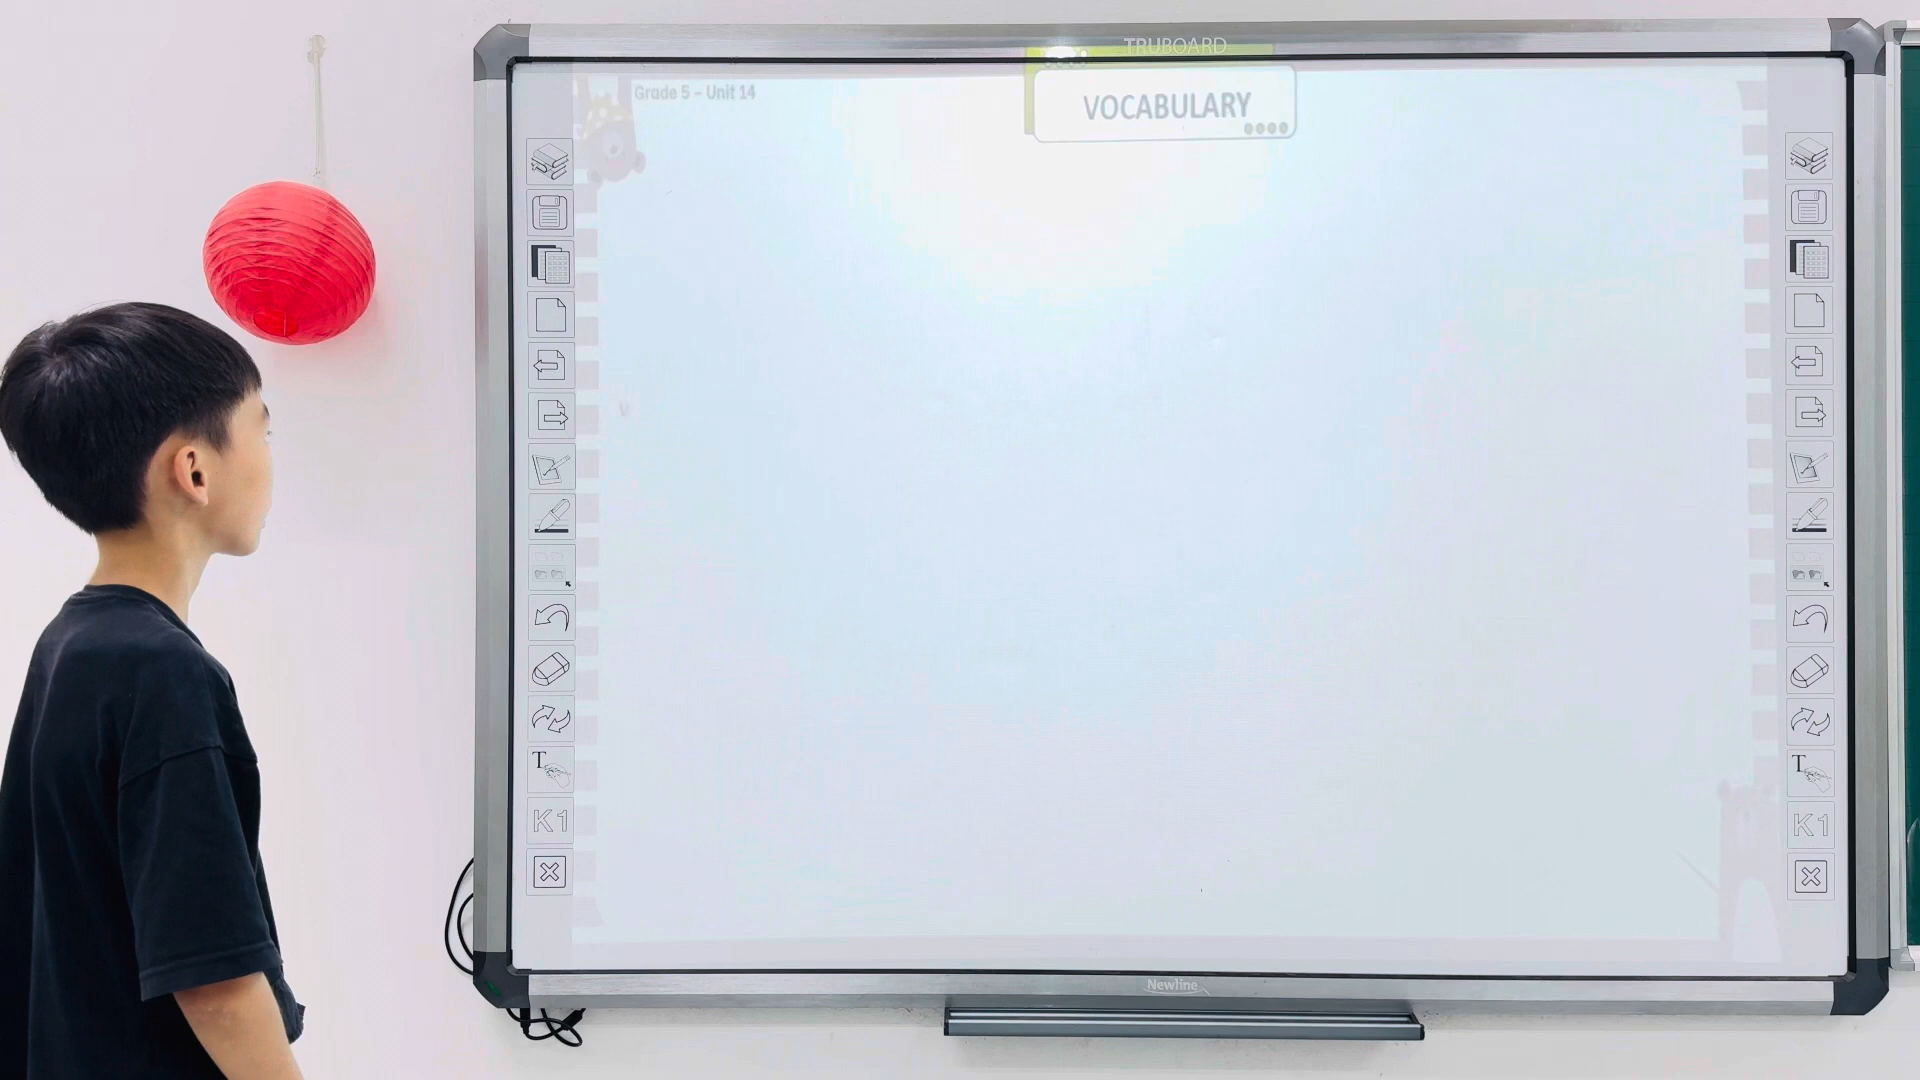 TRUBOARD
Grade 5 - Unit 14
VOCABULARY
T
T
K1
K1
Newline